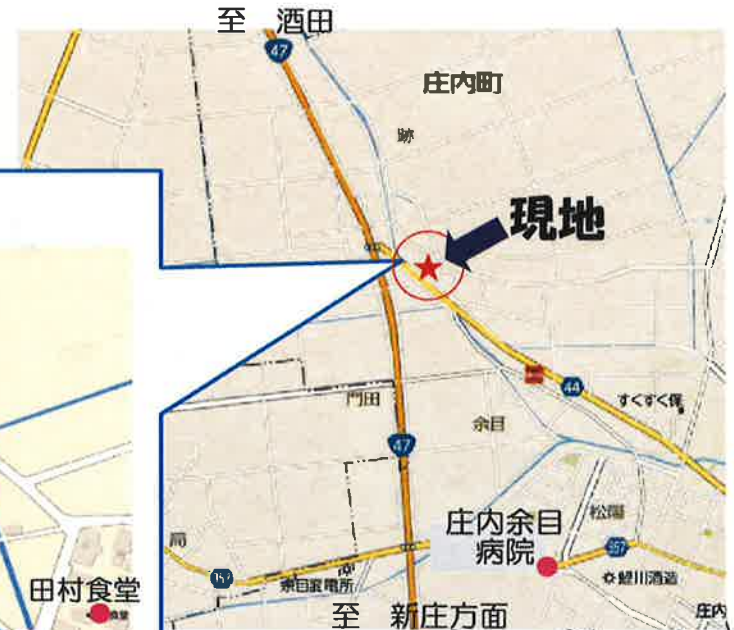 至 酒田
47
庄内町
跡
現地
44
すくすく保
門田
余目
47
庄内余目
病院
松陽
局
357
余目変電所
鯉川酒造
田村食堂
至 新庄方面
庄内